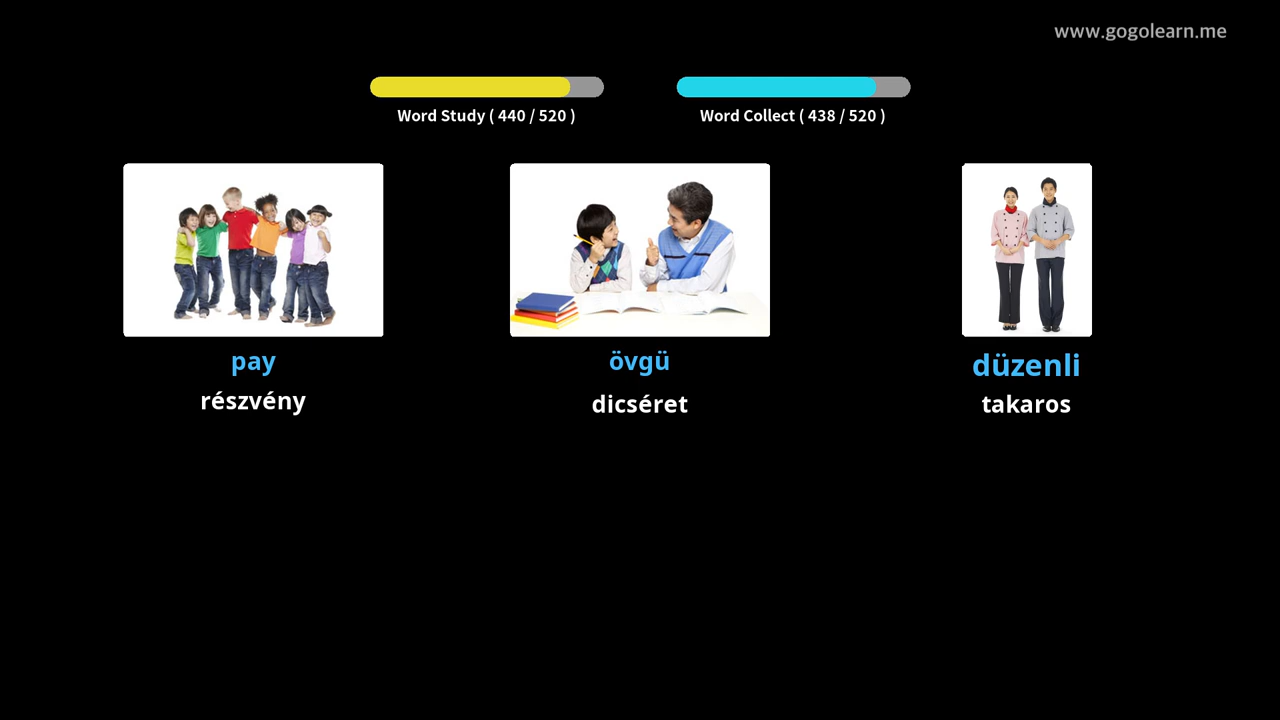 www.gogolearn.me
Word Study ( 440 / 520 )
Word Collect ( 438 / 520 )
pay
részvény
övgü
dicséret
düzenli
takaros